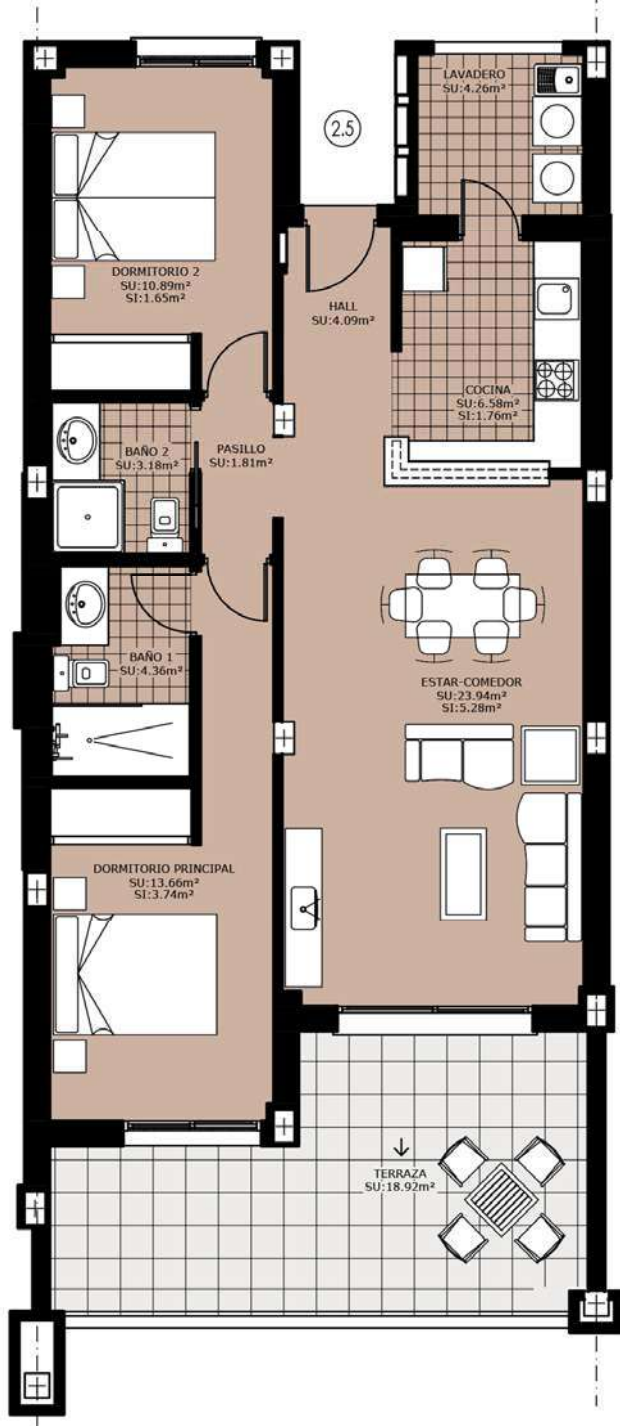 LAVADERO
SU:4.26m²
2.5
DORMITORIO 2
SU:10.89m²
SI:1.65m²
HALL
SU:4.09m²
COCINA
SU:6.58m²
SI:1.76m²
BAÑO 2
SU:3.18m²
PASILLO
SU:1.81m²
BAÑO 1
SU:4.36m²
ESTAR-COMEDOR
SU:23.94m²
SI:5.28m²
DORMITORIO PRINCIPAL
SU:13.66m²
SI:3.74m²
TERRAZA
SU:18.92m²